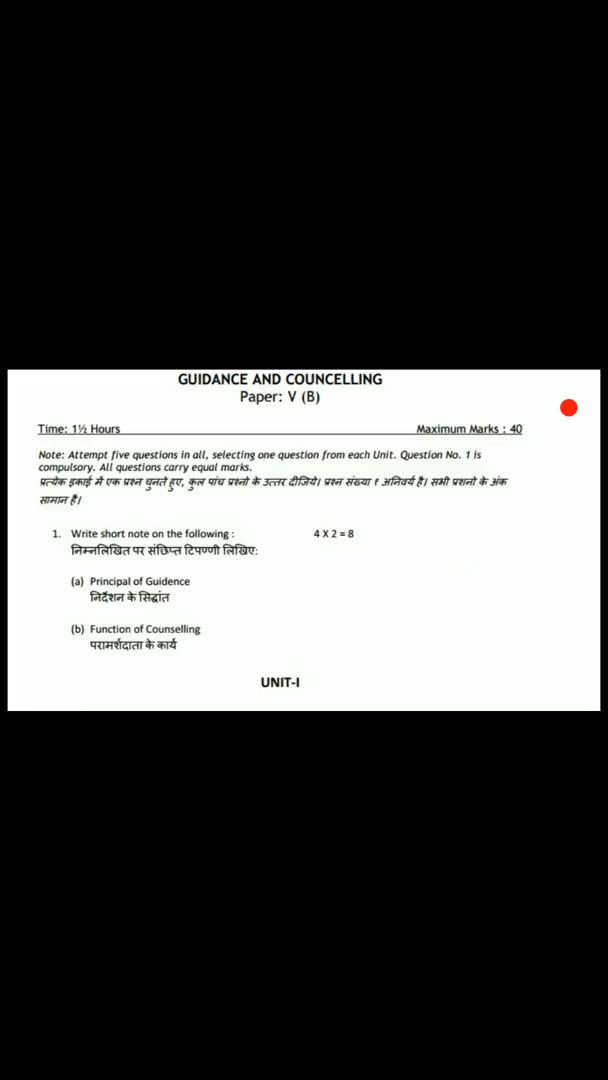 GUIDANCE AND COUNCELLING
Paper: V (B)
Time: 1½ Hours Maximum Marks : 40
Note: Attempt five questions in all, selecting one question from each Unit. Question No. 1 is
compulsory. All questions carry equal marks.
प्रत्येक इकाई में एक प्रश्न चुनते हुए, कुल पांच प्रश्नो के उत्तर दीजिये। प्रश्न संख्या १ अनिवर्य है। सभी प्रशनो के अंक
सामान है।
1. Write short note on the following : 4 X 2 = 8
निम्नलिखित पर संछिप्त टिपण्णी लिखिए:
(a) Principal of Guidence
निर्देशन के सिद्धांत
(b) Function of Counselling
परामर्शदाता के कार्य
UNIT-I